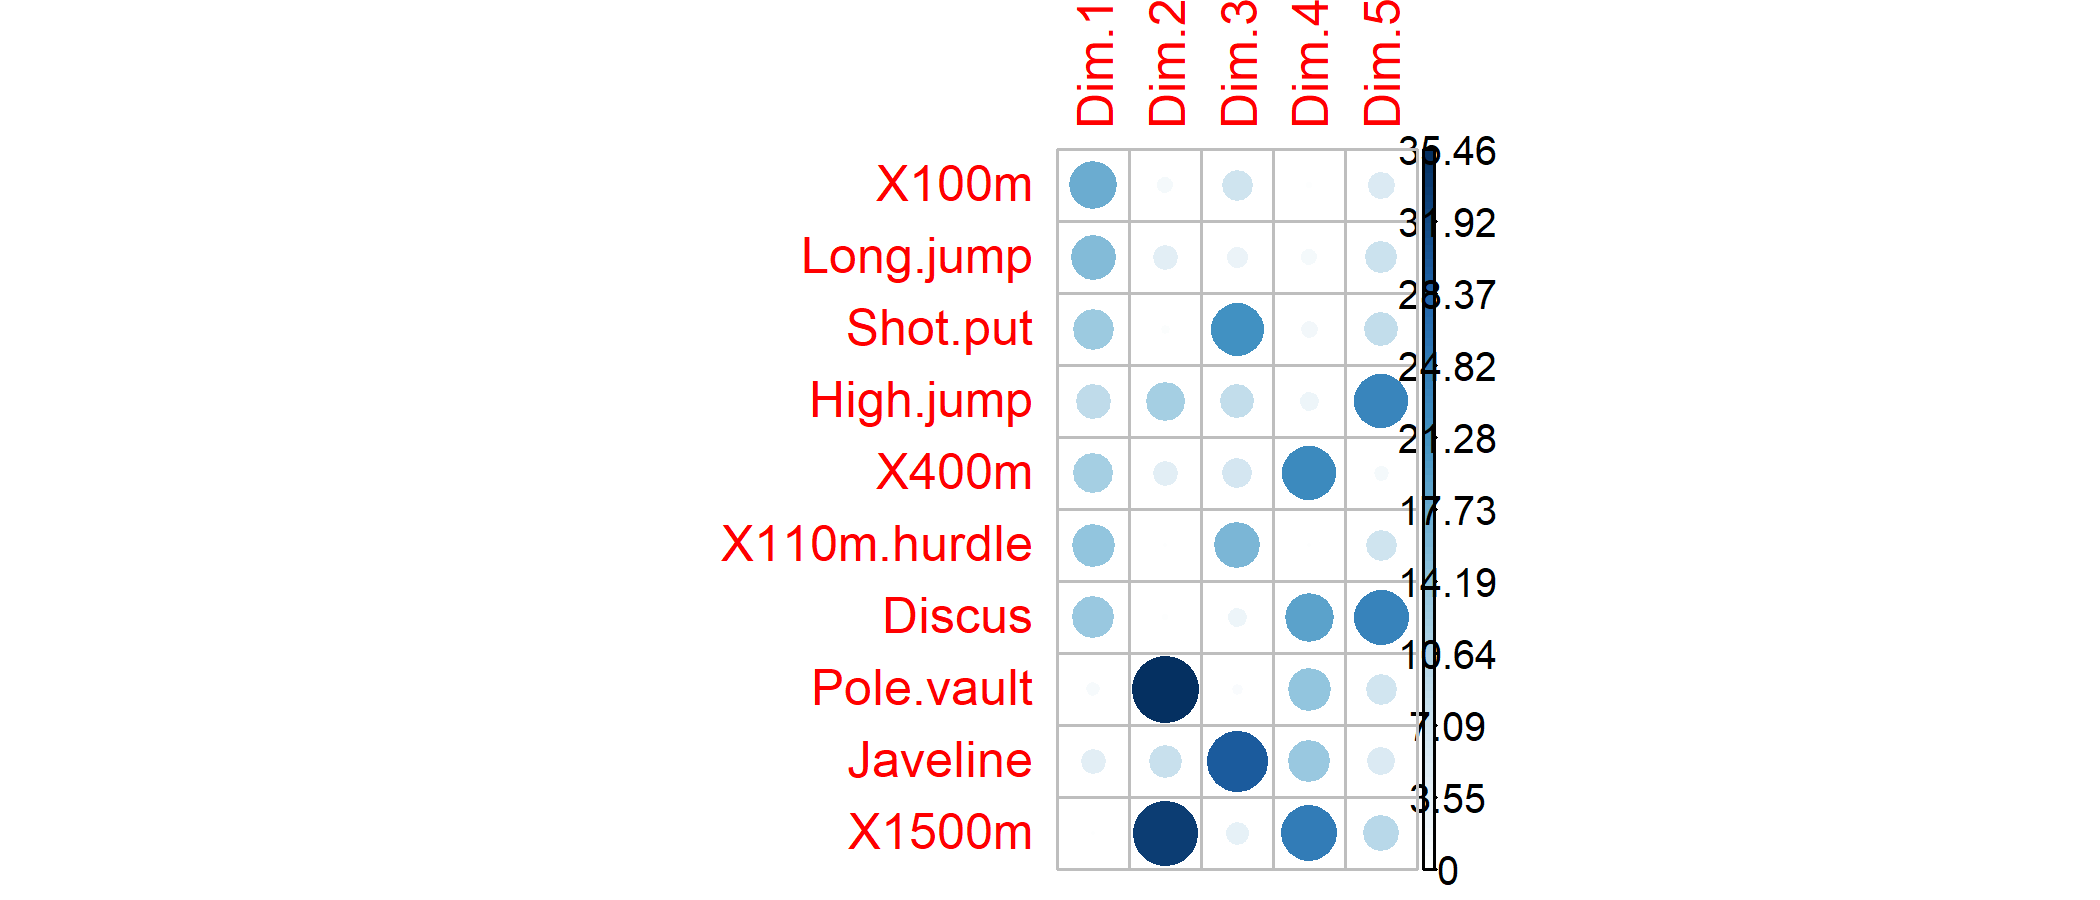 Dim.1 Dim.2 Dim.3 Dim.4 Dim.5
X100m
Long.jump
Shot.put
High.jump
X400m
X110m.hurdle
Discus
Pole.vault
Javeline
X1500m
35.46
31.92
28.37
24.82
21.28
17.73
14.19
10.64
7.09
3.55
0